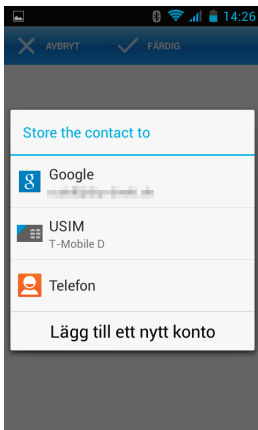 14:26
AVBRYT FÄRDIG
Store the contact to
Google
USIM
T-Mobile D
Telefon
Lägg till ett nytt konto